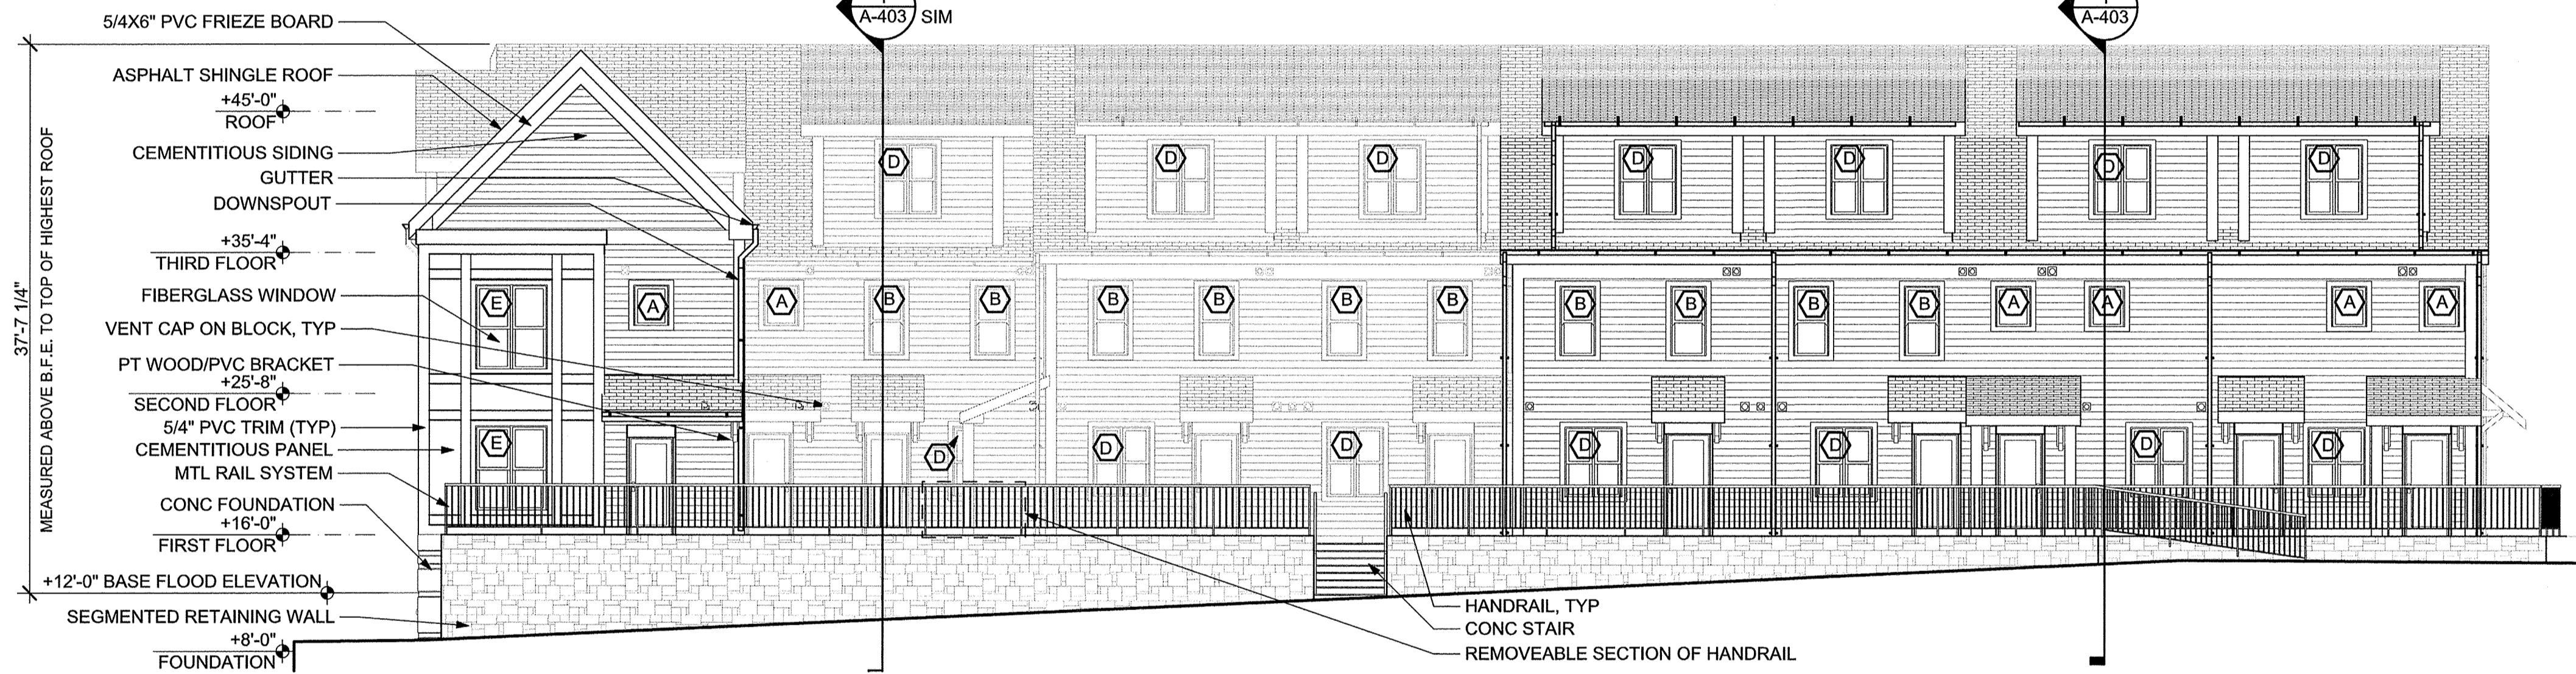 5/4X6" PVC FRIEZE BOARD
A-403 SIM
A-403
ASPHALT SHINGLE ROOF
+45'-0"
ROOF
CEMENTITIOUS SIDING
GUTTER
DOWNSPOUT
+35'-4"
THIRD FLOOR
FIBERGLASS WINDOW
VENT CAP ON BLOCK, TYP
PT WOOD/PVC BRACKET
+25'-8"
SECOND FLOOR
5/4" PVC TRIM (TYP)
CEMENTITIOUS PANEL
MTL RAIL SYSTEM
CONC FOUNDATION
+16'-0"
FIRST FLOOR
+12'-0" BASE FLOOD ELEVATION
SEGMENTED RETAINING WALL
+8'-0"
FOUNDATION
37'-7 1/4"
MEASURED ABOVE B.F.E. TO TOP OF HIGHEST ROOF
D D D D D D D
E A A B B B B B B B B B B A A A A
E D D D D D D D
HANDRAIL, TYP
CONC STAIR
REMOVEABLE SECTION OF HANDRAIL